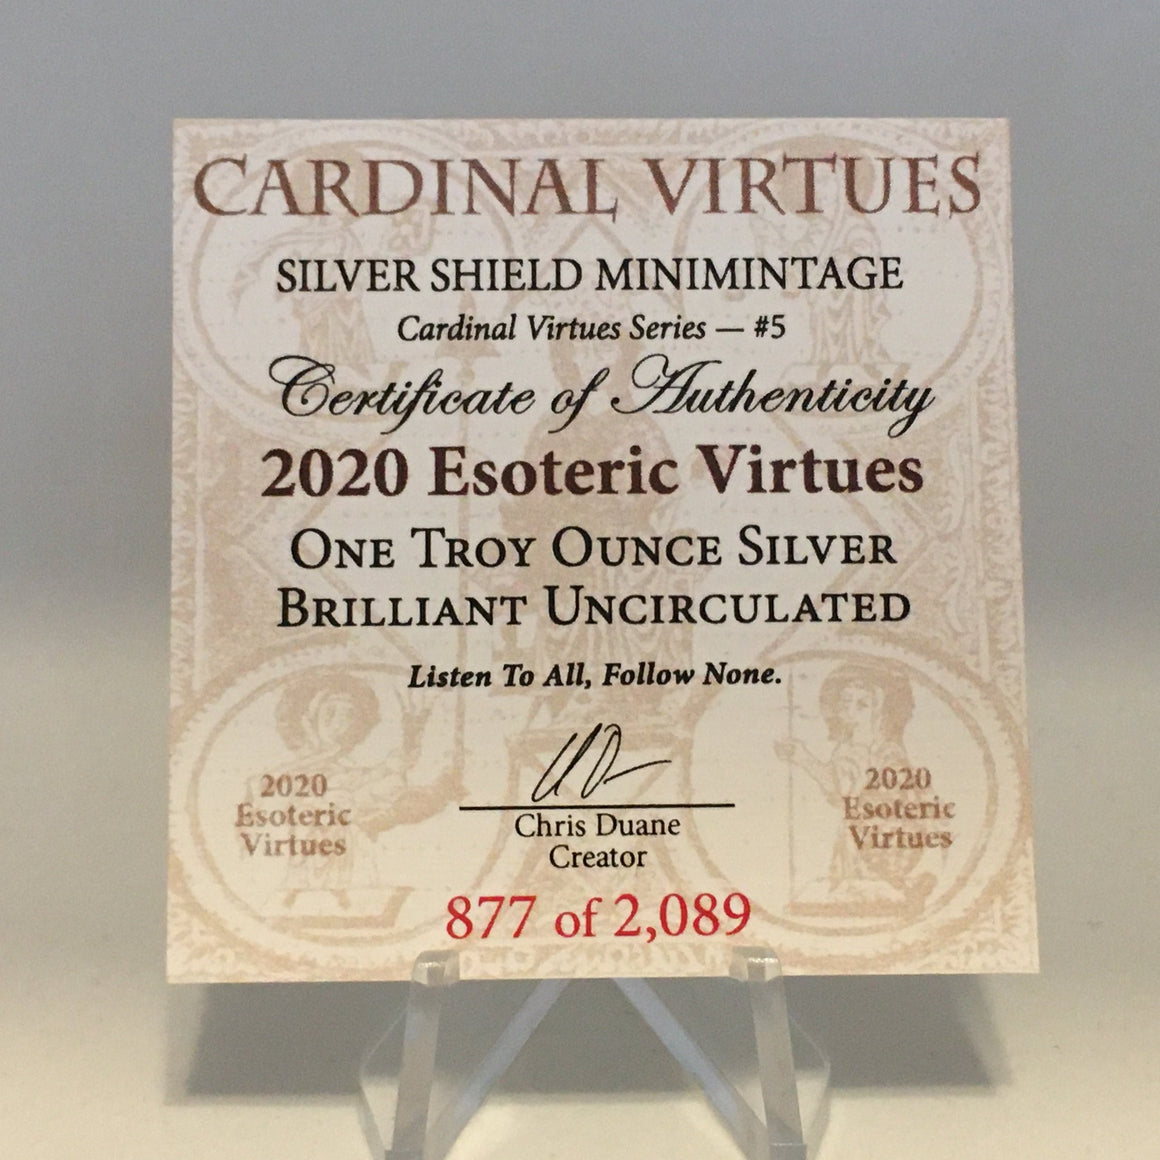 CARDINAL VIRTUES
SILVER SHIELD MINIMINTAGE
Cardinal Virtues Series — #5
Certificate of Authenticity
2020 Esoteric Virtues
ONE TROY OUNCE SILVER
BRILLIANT UNCIRCULATED
Listen To All, Follow None.
2020
Esoteric
Virtues
Chris Duane
Creator
2020
Esoteric
Virtues
877 of 2,089